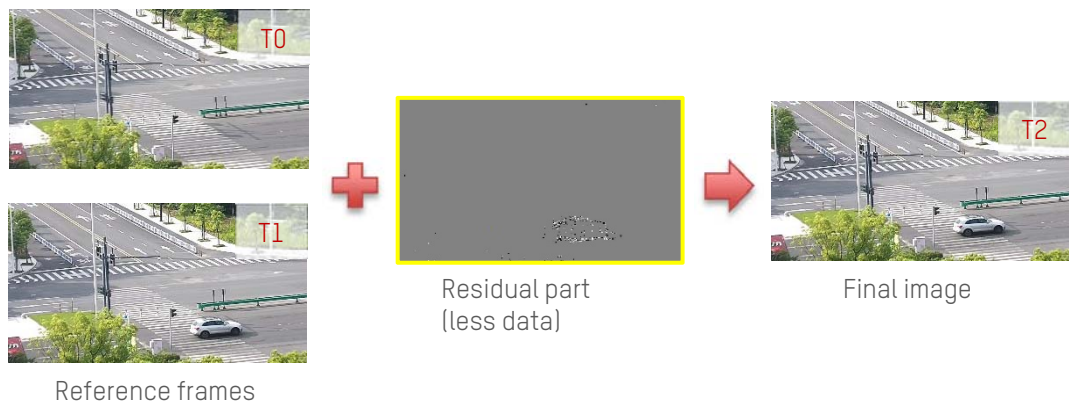 T0
T1
Reference frames
Residual part
(less data)
T2
Final image